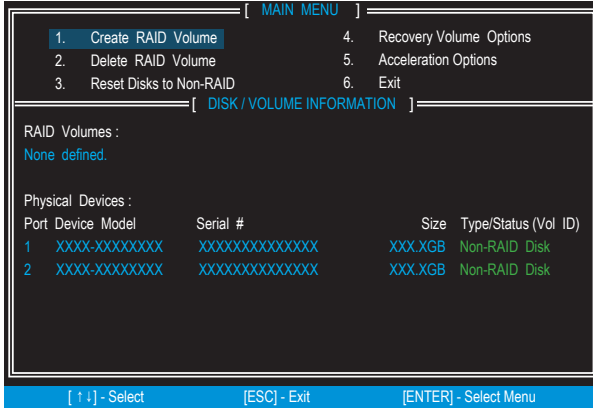 [ MAIN MENU ]
1. Create RAID Volume 4. Recovery Volume Options
2. Delete RAID Volume 5. Acceleration Options
3. Reset Disks to Non-RAID 6. Exit
[ DISK / VOLUME INFORMATION ]
RAID Volumes :
None defined.
Physical Devices :
Port Device Model Serial # Size Type/Status (Vol ID)
1 XXXX-XXXXXXXX XXXXXXXXXXXXXX XXX.XGB Non-RAID Disk
2 XXXX-XXXXXXXX XXXXXXXXXXXXXX XXX.XGB Non-RAID Disk
[ ↑↓] - Select [ESC] - Exit [ENTER] - Select Menu